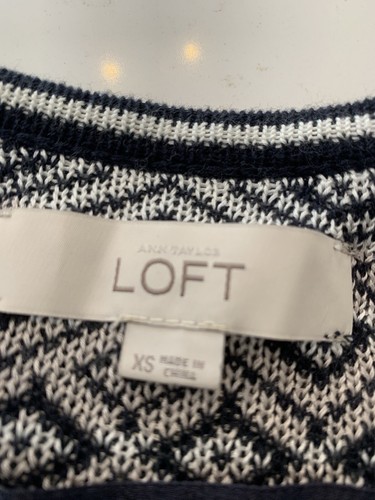 ANN TAYLOR
LOFT
XS MADE IN
CHINA